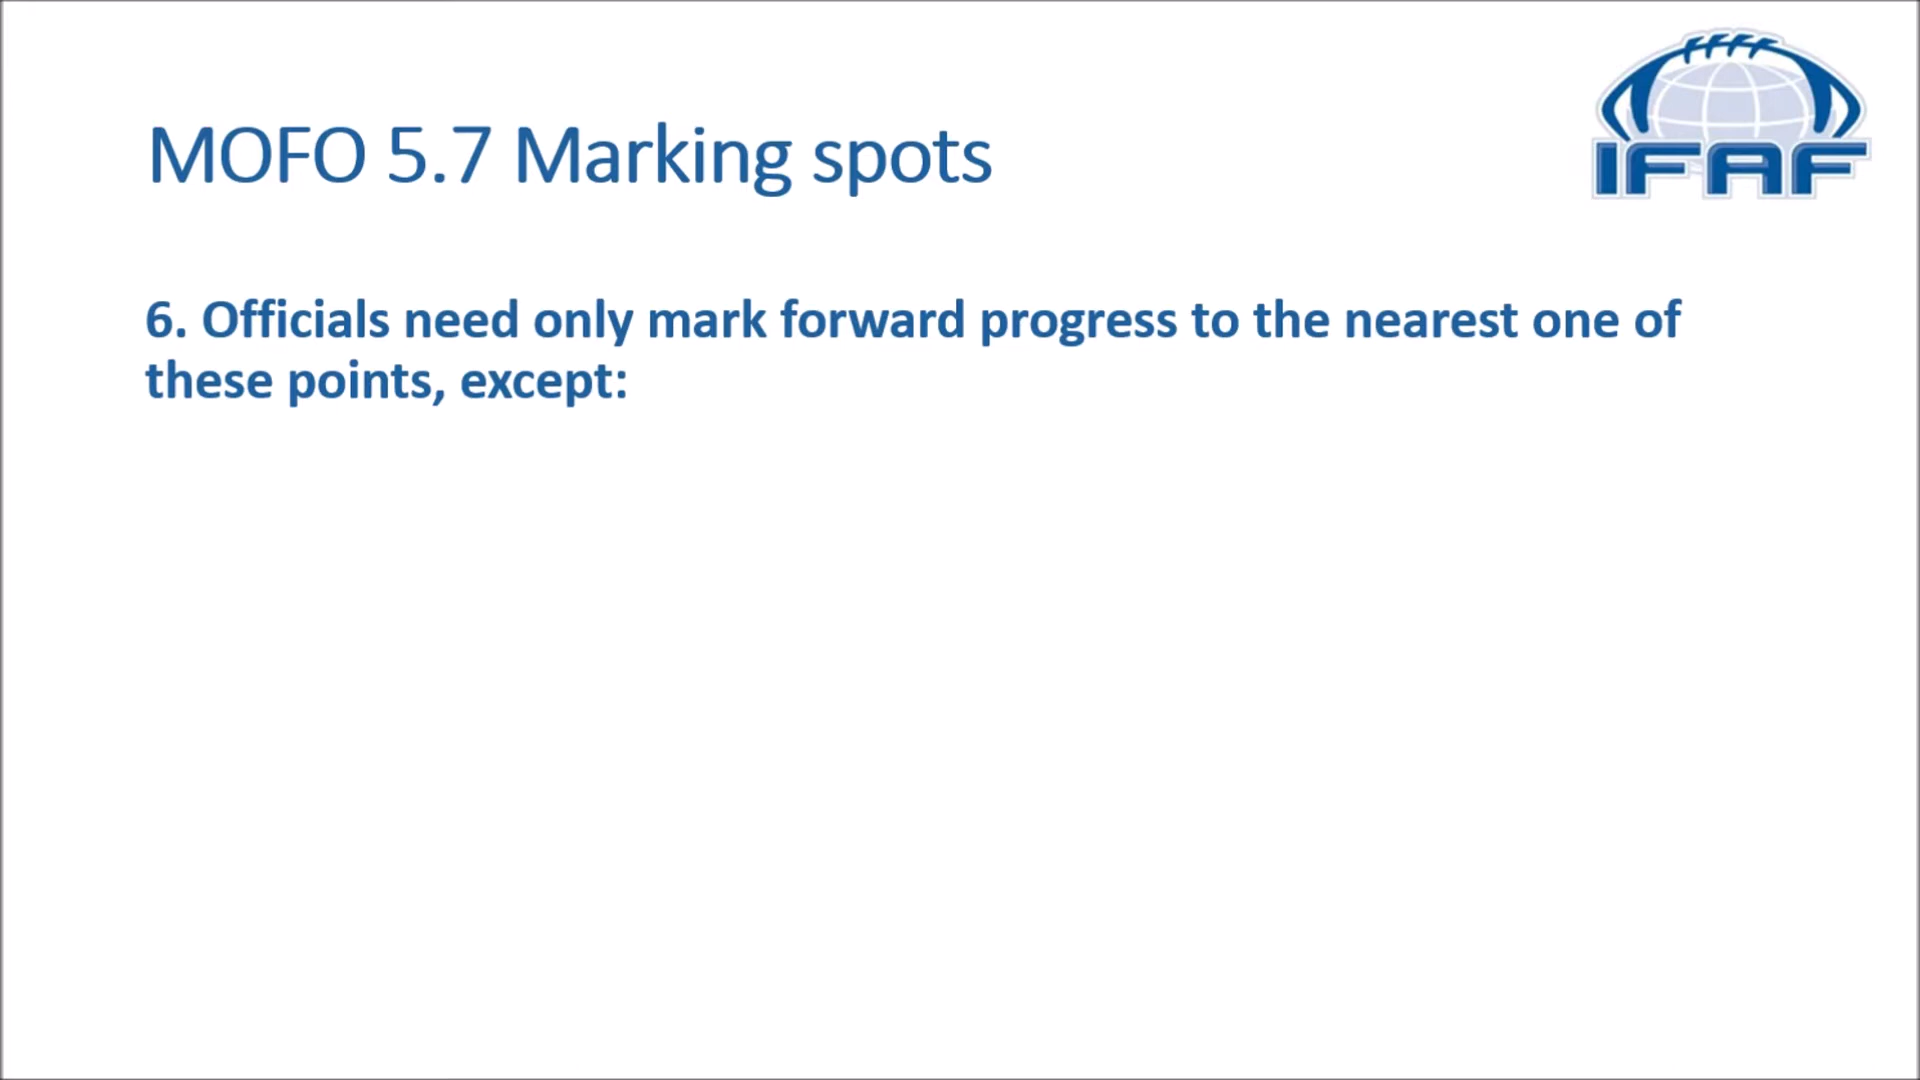 IFAF
MOFO 5.7 Marking spots
6. Officials need only mark forward progress to the nearest one of
these points, except: